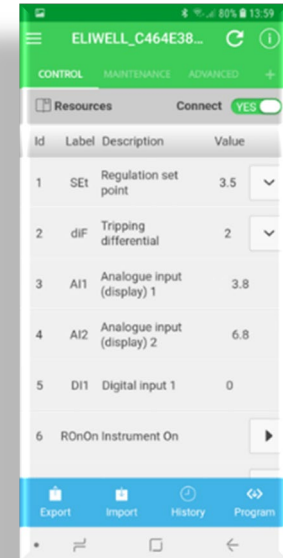 80% 13:59
ELIWELL_C464E38...
CONTROL MAINTENANCE ADVANCED +
Resources Connect YES
Id Label Description Value
1 SEt Regulation set point 3.5
2 diF Tripping differential 2
3 AI1 Analogue input (display) 1 3.8
4 AI2 Analogue input (display) 2 6.8
5 DI1 Digital input 1 0
6 ROnOn Instrument On
Export Import History Program